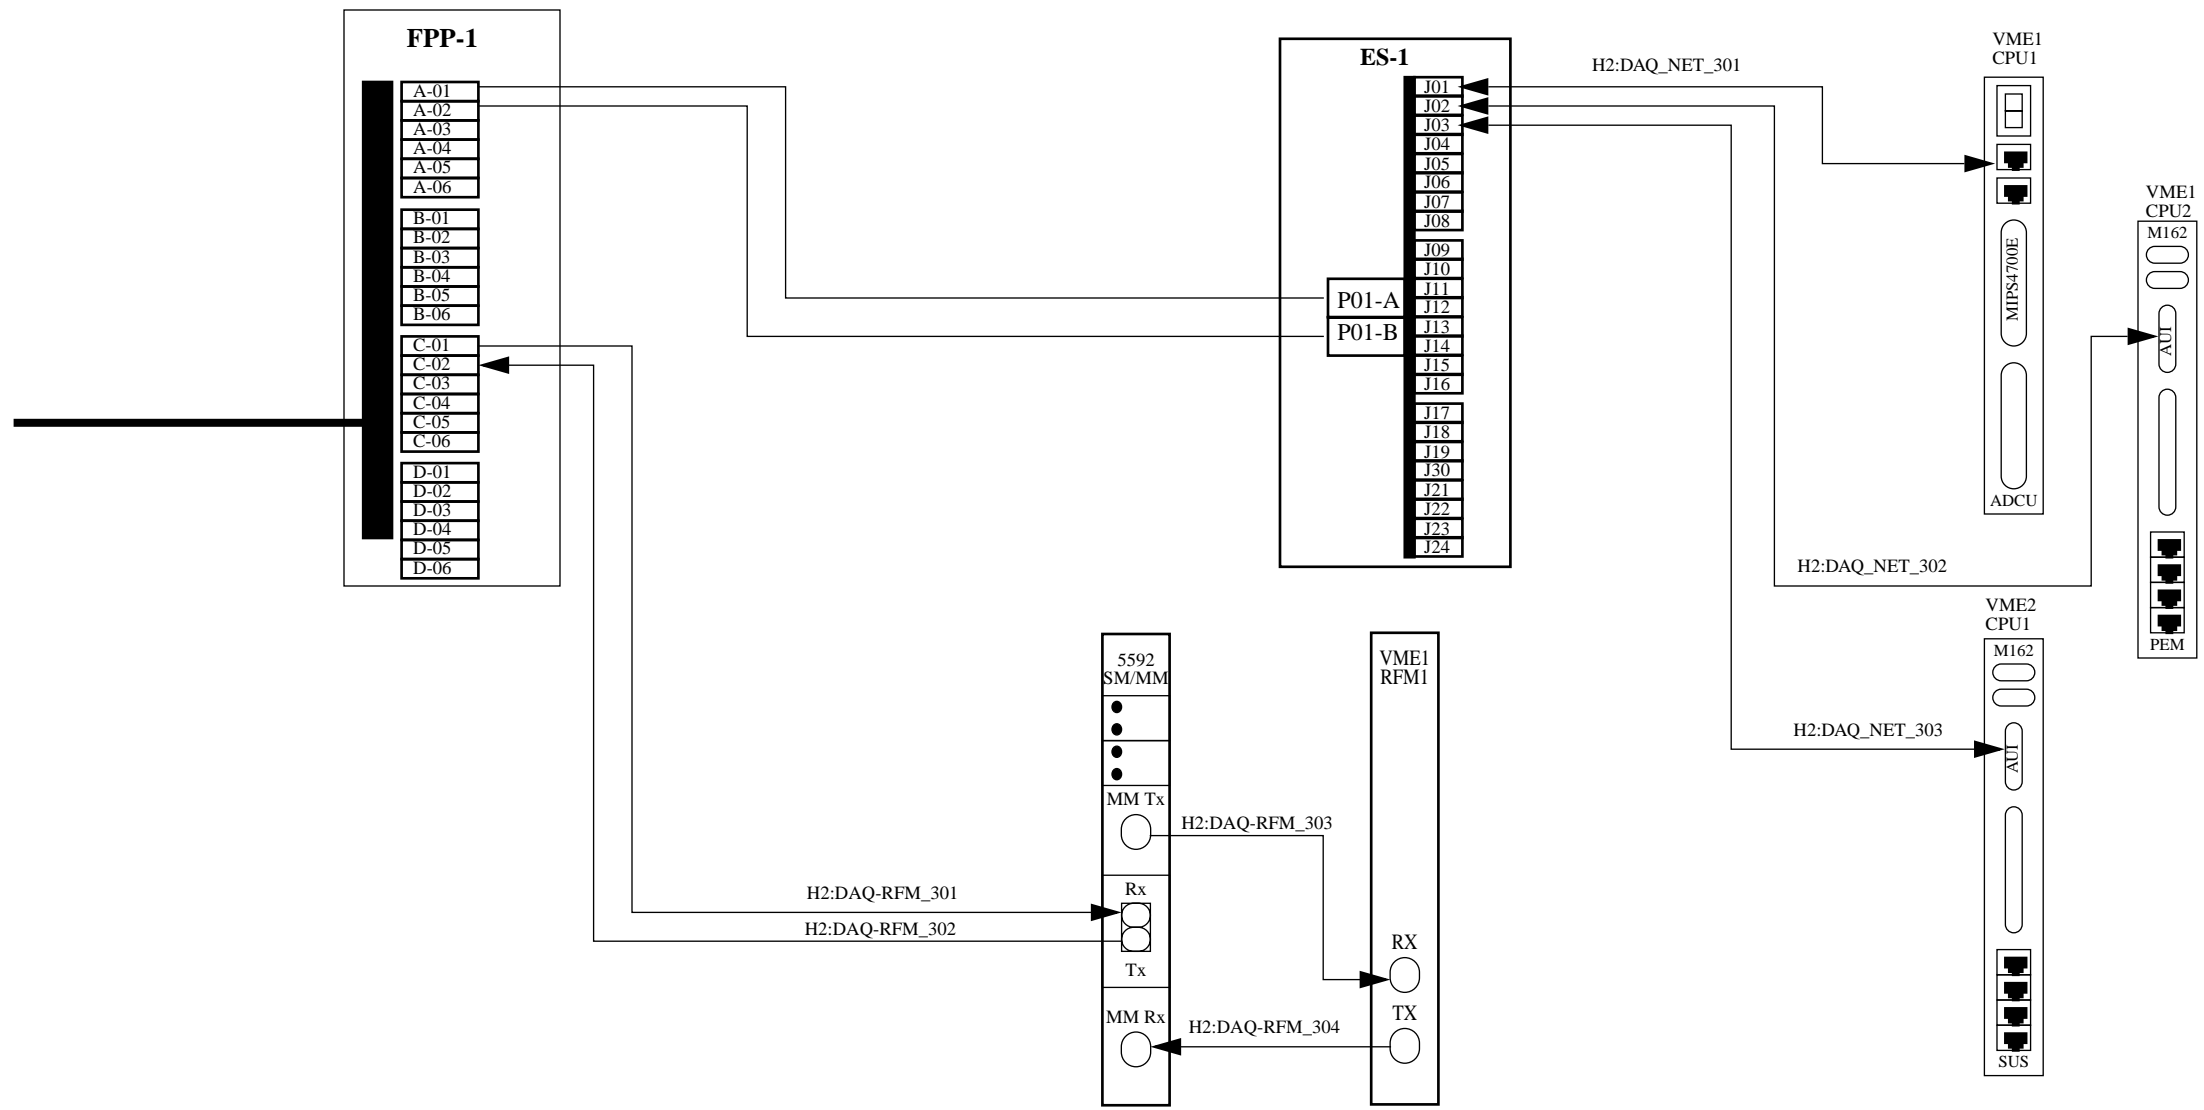 FPP-1
A-01
A-02
A-03
A-04
A-05
A-06
B-01
B-02
B-03
B-04
B-05
B-06
C-01
C-02
C-03
C-04
C-05
C-06
D-01
D-02
D-03
D-04
D-05
D-06
ES-1
J01
J02
J03
J04
J05
J06
J07
J08
J09
J10
J11
J12
J13
J14
J15
J16
J17
J18
J19
J30
J21
J22
J23
J24
P01-A
P01-B
H2:DAQ_NET_301
H2:DAQ_NET_302
H2:DAQ_NET_303
VME1
CPU1
MIPS4700E
ADCU
VME1
CPU2
M162
AUI
PEM
VME2
CPU1
M162
AUI
SUS
5592
SM/MM
MM Tx
Rx
Tx
MM Rx
H2:DAQ-RFM_301
H2:DAQ-RFM_302
H2:DAQ-RFM_303
H2:DAQ-RFM_304
VME1
RFM1
RX
TX